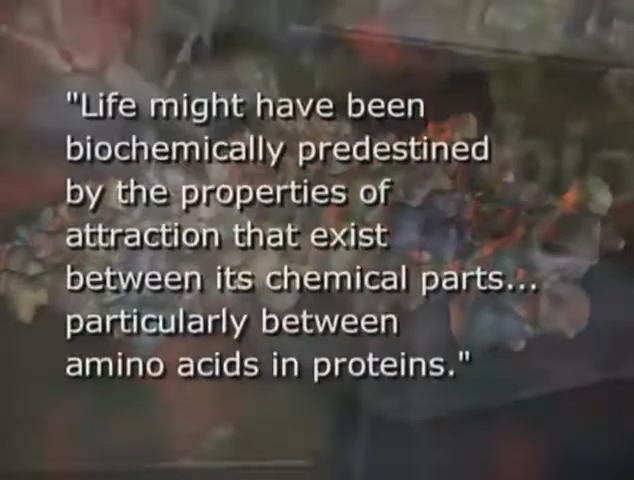 "Life might have been
biochemically predestined
by the properties of
attraction that exist
between its chemical parts...
particularly between
amino acids in proteins."